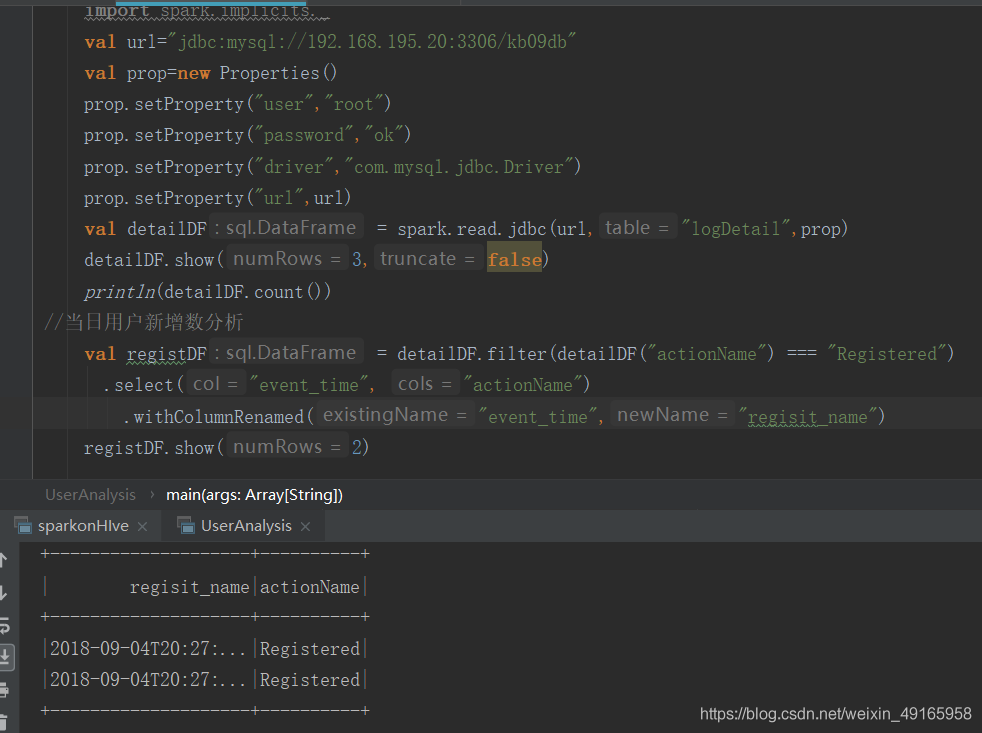 import spark.implicits._
val url="jdbc:mysql://192.168.195.20:3306/kb09db"
val prop=new Properties()
prop.setProperty("user","root")
prop.setProperty("password","ok")
prop.setProperty("driver","com.mysql.jdbc.Driver")
prop.setProperty("url",url)
val detailDF : sql.DataFrame = spark.read.jdbc(url, table = "logDetail",prop)
detailDF.show( numRows = 3, truncate = false)
println(detailDF.count())
//当日用户新增数分析
val registDF : sql.DataFrame = detailDF.filter(detailDF("actionName") === "Registered")
.select( col = "event_time", cols = "actionName")
.withColumnRenamed( existingName = "event_time", newName = "regisit_name")
registDF.show( numRows = 2)
UserAnalysis › main(args: Array[String])
sparkonHIve × UserAnalysis ×
+--------------------+----------+
| regisit_name|actionName|
+--------------------+----------+
|2018-09-04T20:27:...|Registered|
|2018-09-04T20:27:...|Registered|
+--------------------+----------+
https://blog.csdn.net/weixin_49165958